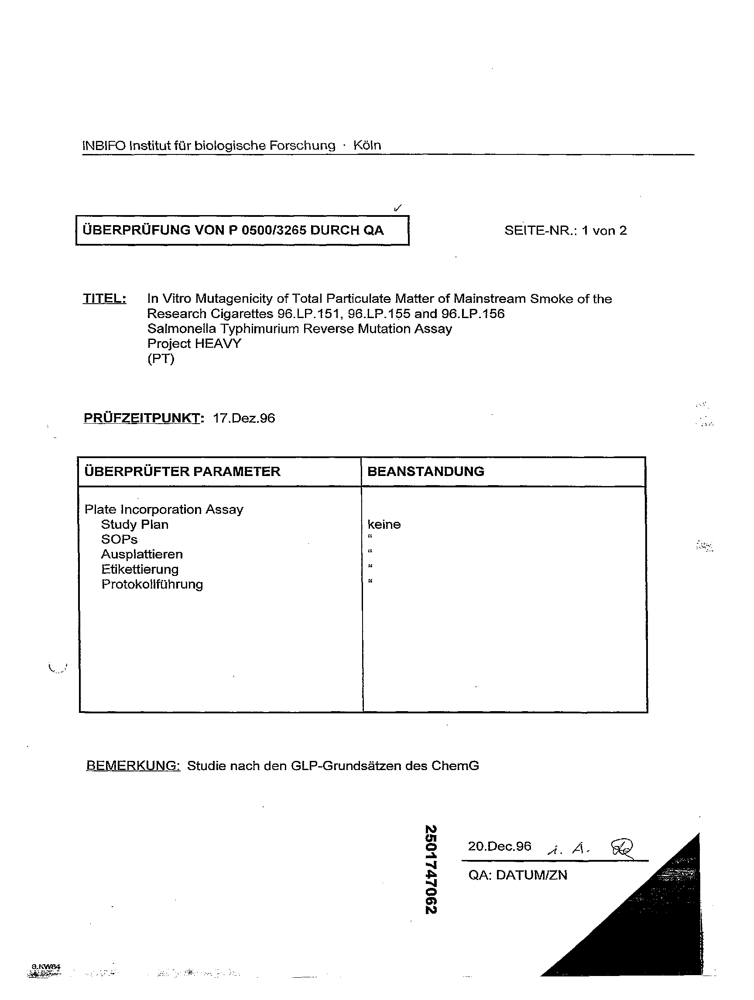 INBIFO Institut für biologische Forschung · Köln
✓
ÜBERPRÜFUNG VON P 0500/3265 DURCH QA SEITE-NR.: 1 von 2
TITEL: In Vitro Mutagenicity of Total Particulate Matter of Mainstream Smoke of the
Research Cigarettes 96.LP.151, 96.LP.155 and 96.LP.156
Salmonella Typhimurium Reverse Mutation Assay
Project HEAVY
(PT)
PRÜFZEITPUNKT: 17.Dez.96
ÜBERPRÜFTER PARAMETER BEANSTANDUNG
Plate Incorporation Assay
Study Plan keine
SOPs "
Ausplattieren "
Etikettierung "
Protokollführung "
BEMERKUNG: Studie nach den GLP-Grundsätzen des ChemG
2501747062
20.Dec.96 i. A.
QA: DATUM/ZN